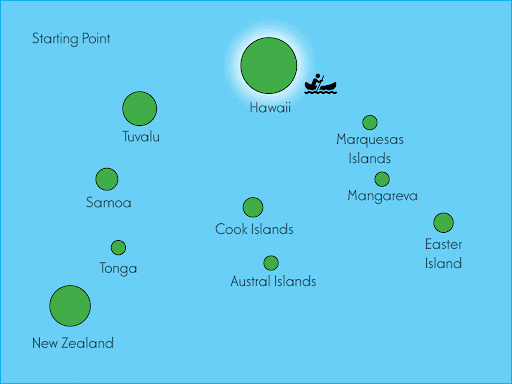 Starting Point
Hawaii
Tuvalu
Marquesas
Islands
Mangareva
Samoa
Cook Islands
Easter
Island
Tonga
Austral Islands
New Zealand